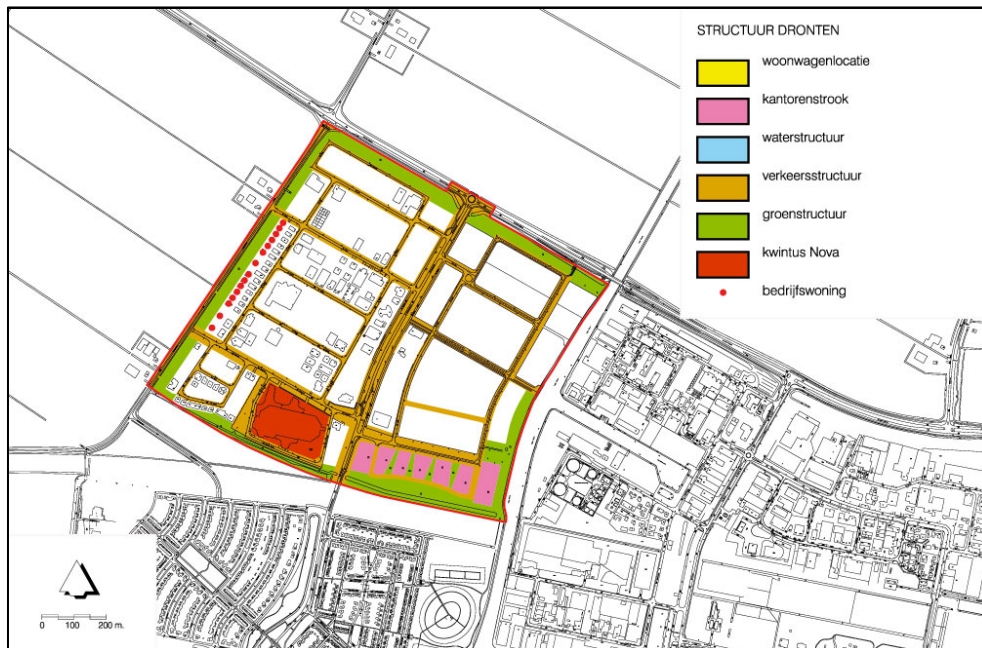 STRUCTUUR DRONTEN
woonwagenlocatie
kantorenstrook
waterstructuur
verkeersstructuur
groenstructuur
kwintus Nova
bedrijfswoning
0 100 200 m.